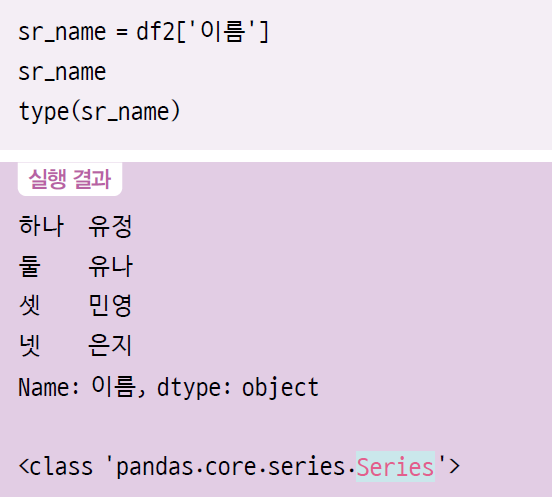 sr_name = df2['이름']
sr_name
type(sr_name)
실행 결과
하나 유정
둘 유나
셋 민영
넷 은지
Name: 이름, dtype: object
<class 'pandas.core.series.Series'>